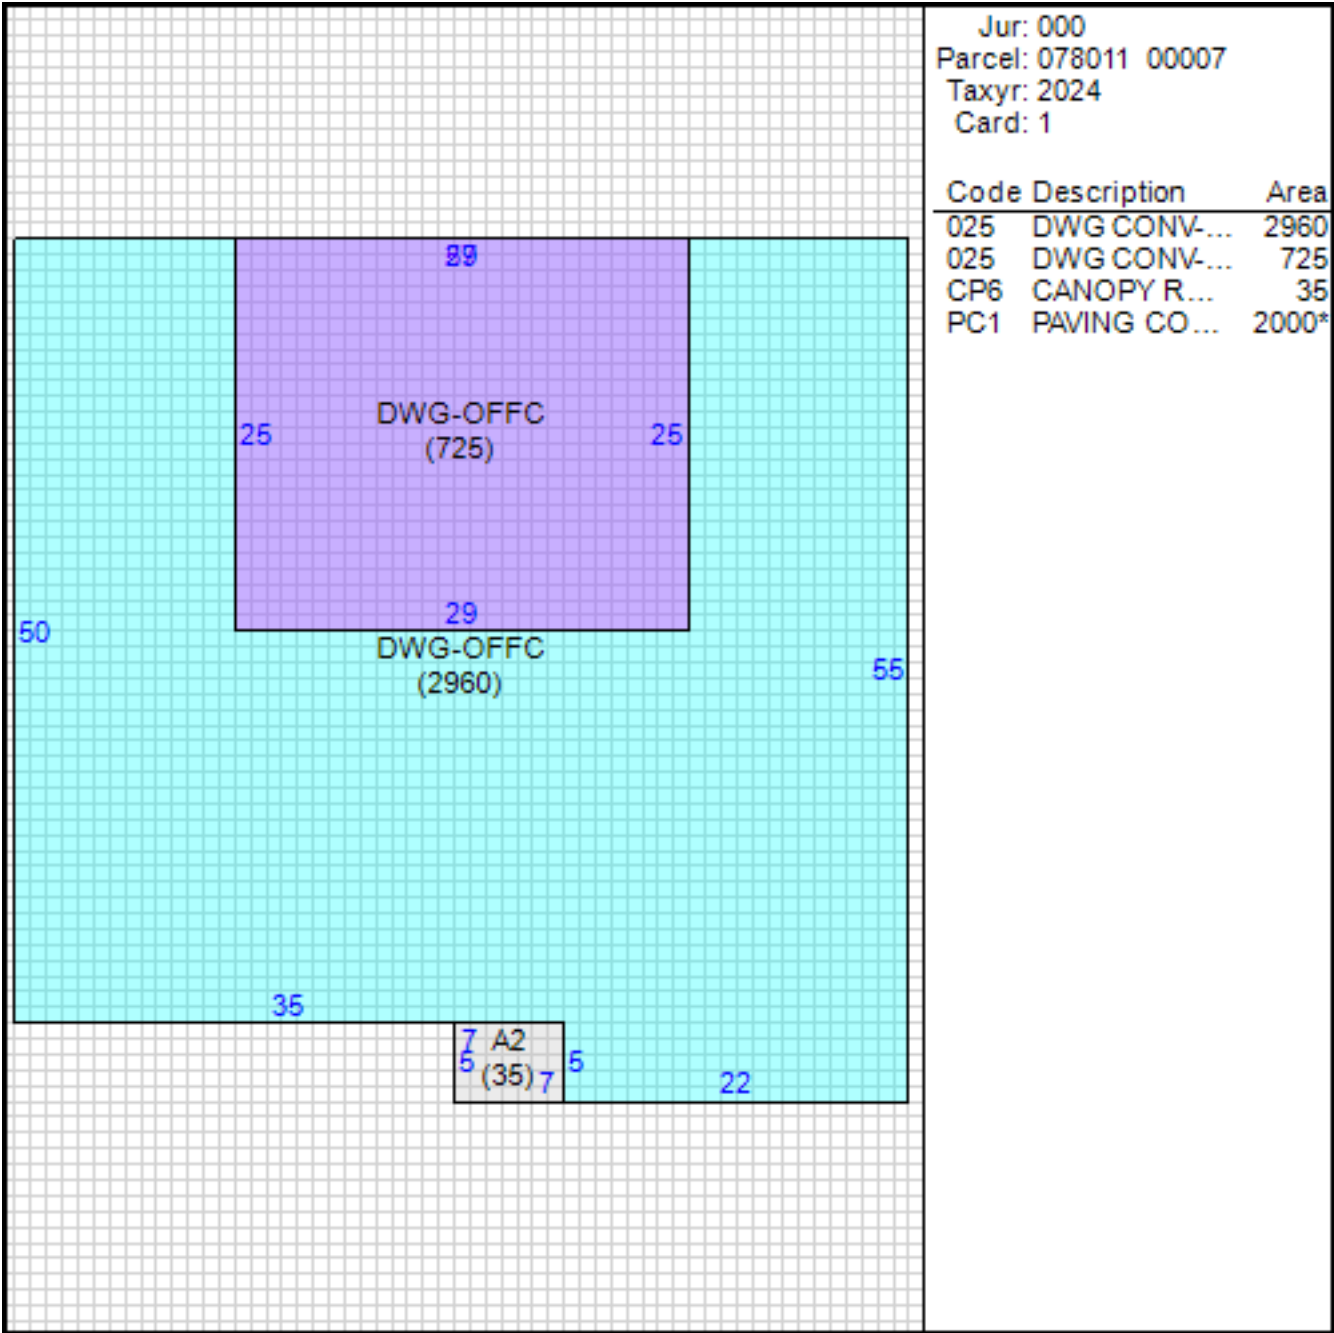 Jur: 000
Parcel: 078011 00007
Taxyr: 2024
Card: 1
Code Description Area
025 DWG CONV-... 2960
025 DWG CONV-... 725
CP6 CANOPY R... 35
PC1 PAVING CO... 2000*
DWG-OFFC
25 25
(725)
29
50
DWG-OFFC
55
(2960)
35
7 A2
5 5
(35) 7
22